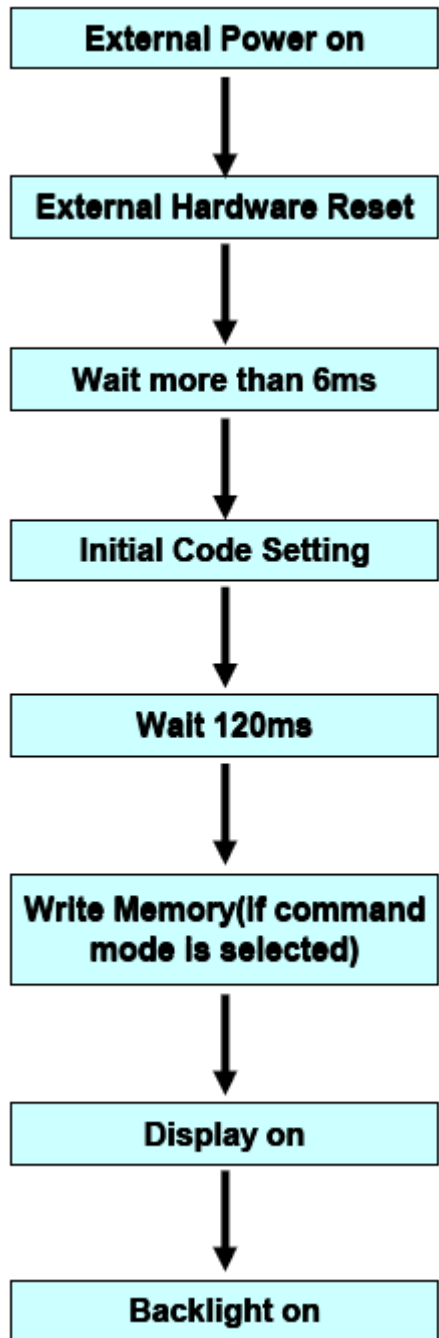 External Power on
External Hardware Reset
Wait more than 6ms
Initial Code Setting
Wait 120ms
Write Memory(if command
mode is selected)
Display on
Backlight on